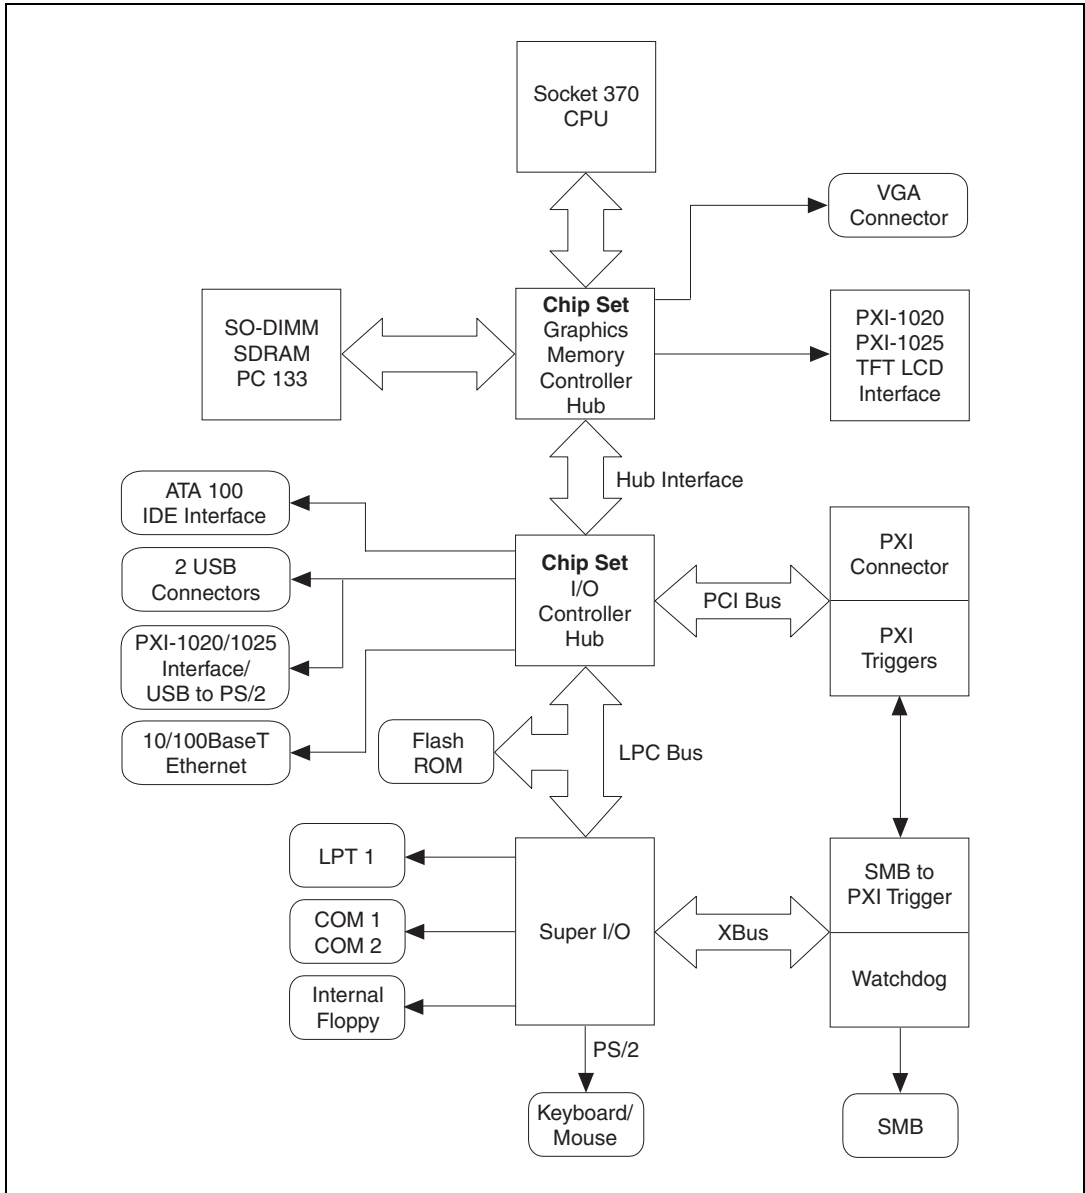 Socket 370
CPU
VGA
Connector
SO-DIMM
SDRAM
PC 133
Chip Set
Graphics
Memory
Controller
Hub
PXI-1020
PXI-1025
TFT LCD
Interface
Hub Interface
ATA 100
IDE Interface
2 USB
Connectors
PXI-1020/1025
Interface/
USB to PS/2
10/100BaseT
Ethernet
Chip Set
I/O
Controller
Hub
PCI Bus
PXI
Connector
PXI
Triggers
Flash
ROM
LPC Bus
LPT 1
COM 1
COM 2
Internal
Floppy
Super I/O
XBus
SMB to
PXI Trigger
Watchdog
PS/2
Keyboard/
Mouse
SMB